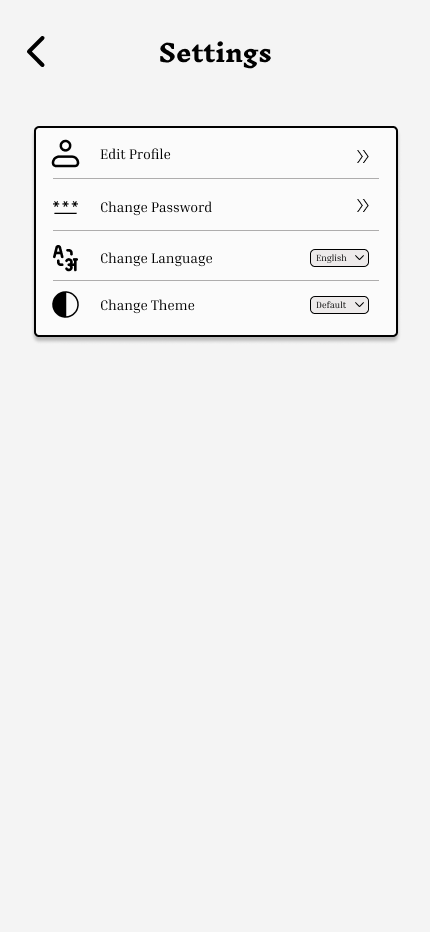 Settings
Edit Profile
*** Change Password
Change Language English
Change Theme Default